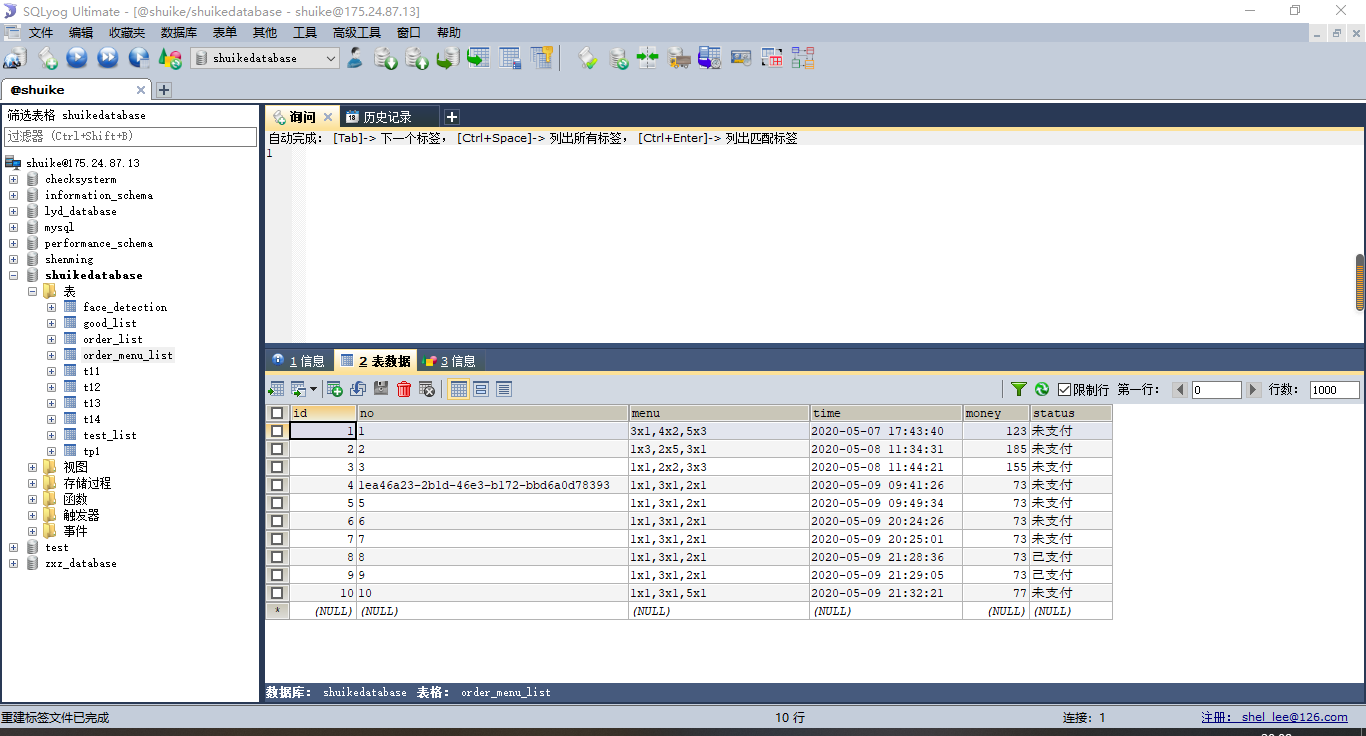 SQLyog Ultimate - [@shuike/shuikedatabase - shuike@175.24.87.13]
文件 编辑 收藏夹 数据库 表单 其他 工具 高级工具 窗口 帮助
shuikedatabase
@shuike
筛选表格 shuikedatabase
过滤器 (Ctrl+Shift+B)
shuike@175.24.87.13
checksysterm
information_schema
lyd_database
mysql
performance_schema
shenming
shuikedatabase
表
face_detection
good_list
order_list
order_menu_list
t11
t12
t13
t14
test_list
tp1
视图
存储过程
函数
触发器
事件
test
zxz_database
询问 历史记录
自动完成: [Tab]-> 下一个标签, [Ctrl+Space]-> 列出所有标签, [Ctrl+Enter]-> 列出匹配标签
1
1 信息 2 表数据 3 信息
限制行 第一行: 0 行数: 1000
id no menu time money status
1 1 3x1,4x2,5x3 2020-05-07 17:43:40 123 未支付
2 2 1x3,2x5,3x1 2020-05-08 11:34:31 185 未支付
3 3 1x1,2x2,3x3 2020-05-08 11:44:21 155 未支付
4 1ea46a23-2b1d-46e3-b172-bbd6a0d78393 1x1,3x1,2x1 2020-05-09 09:41:26 73 未支付
5 5 1x1,3x1,2x1 2020-05-09 09:49:34 73 未支付
6 6 1x1,3x1,2x1 2020-05-09 20:24:26 73 未支付
7 7 1x1,3x1,2x1 2020-05-09 20:25:01 73 未支付
8 8 1x1,3x1,2x1 2020-05-09 21:28:36 73 已支付
9 9 1x1,3x1,2x1 2020-05-09 21:29:05 73 已支付
10 10 1x1,3x1,5x1 2020-05-09 21:32:21 77 未支付
* (NULL) (NULL) (NULL) (NULL) (NULL) (NULL)
数据库: shuikedatabase 表格: order_menu_list
重建标签文件已完成 10 行 连接: 1 注册: shel_lee@126.com